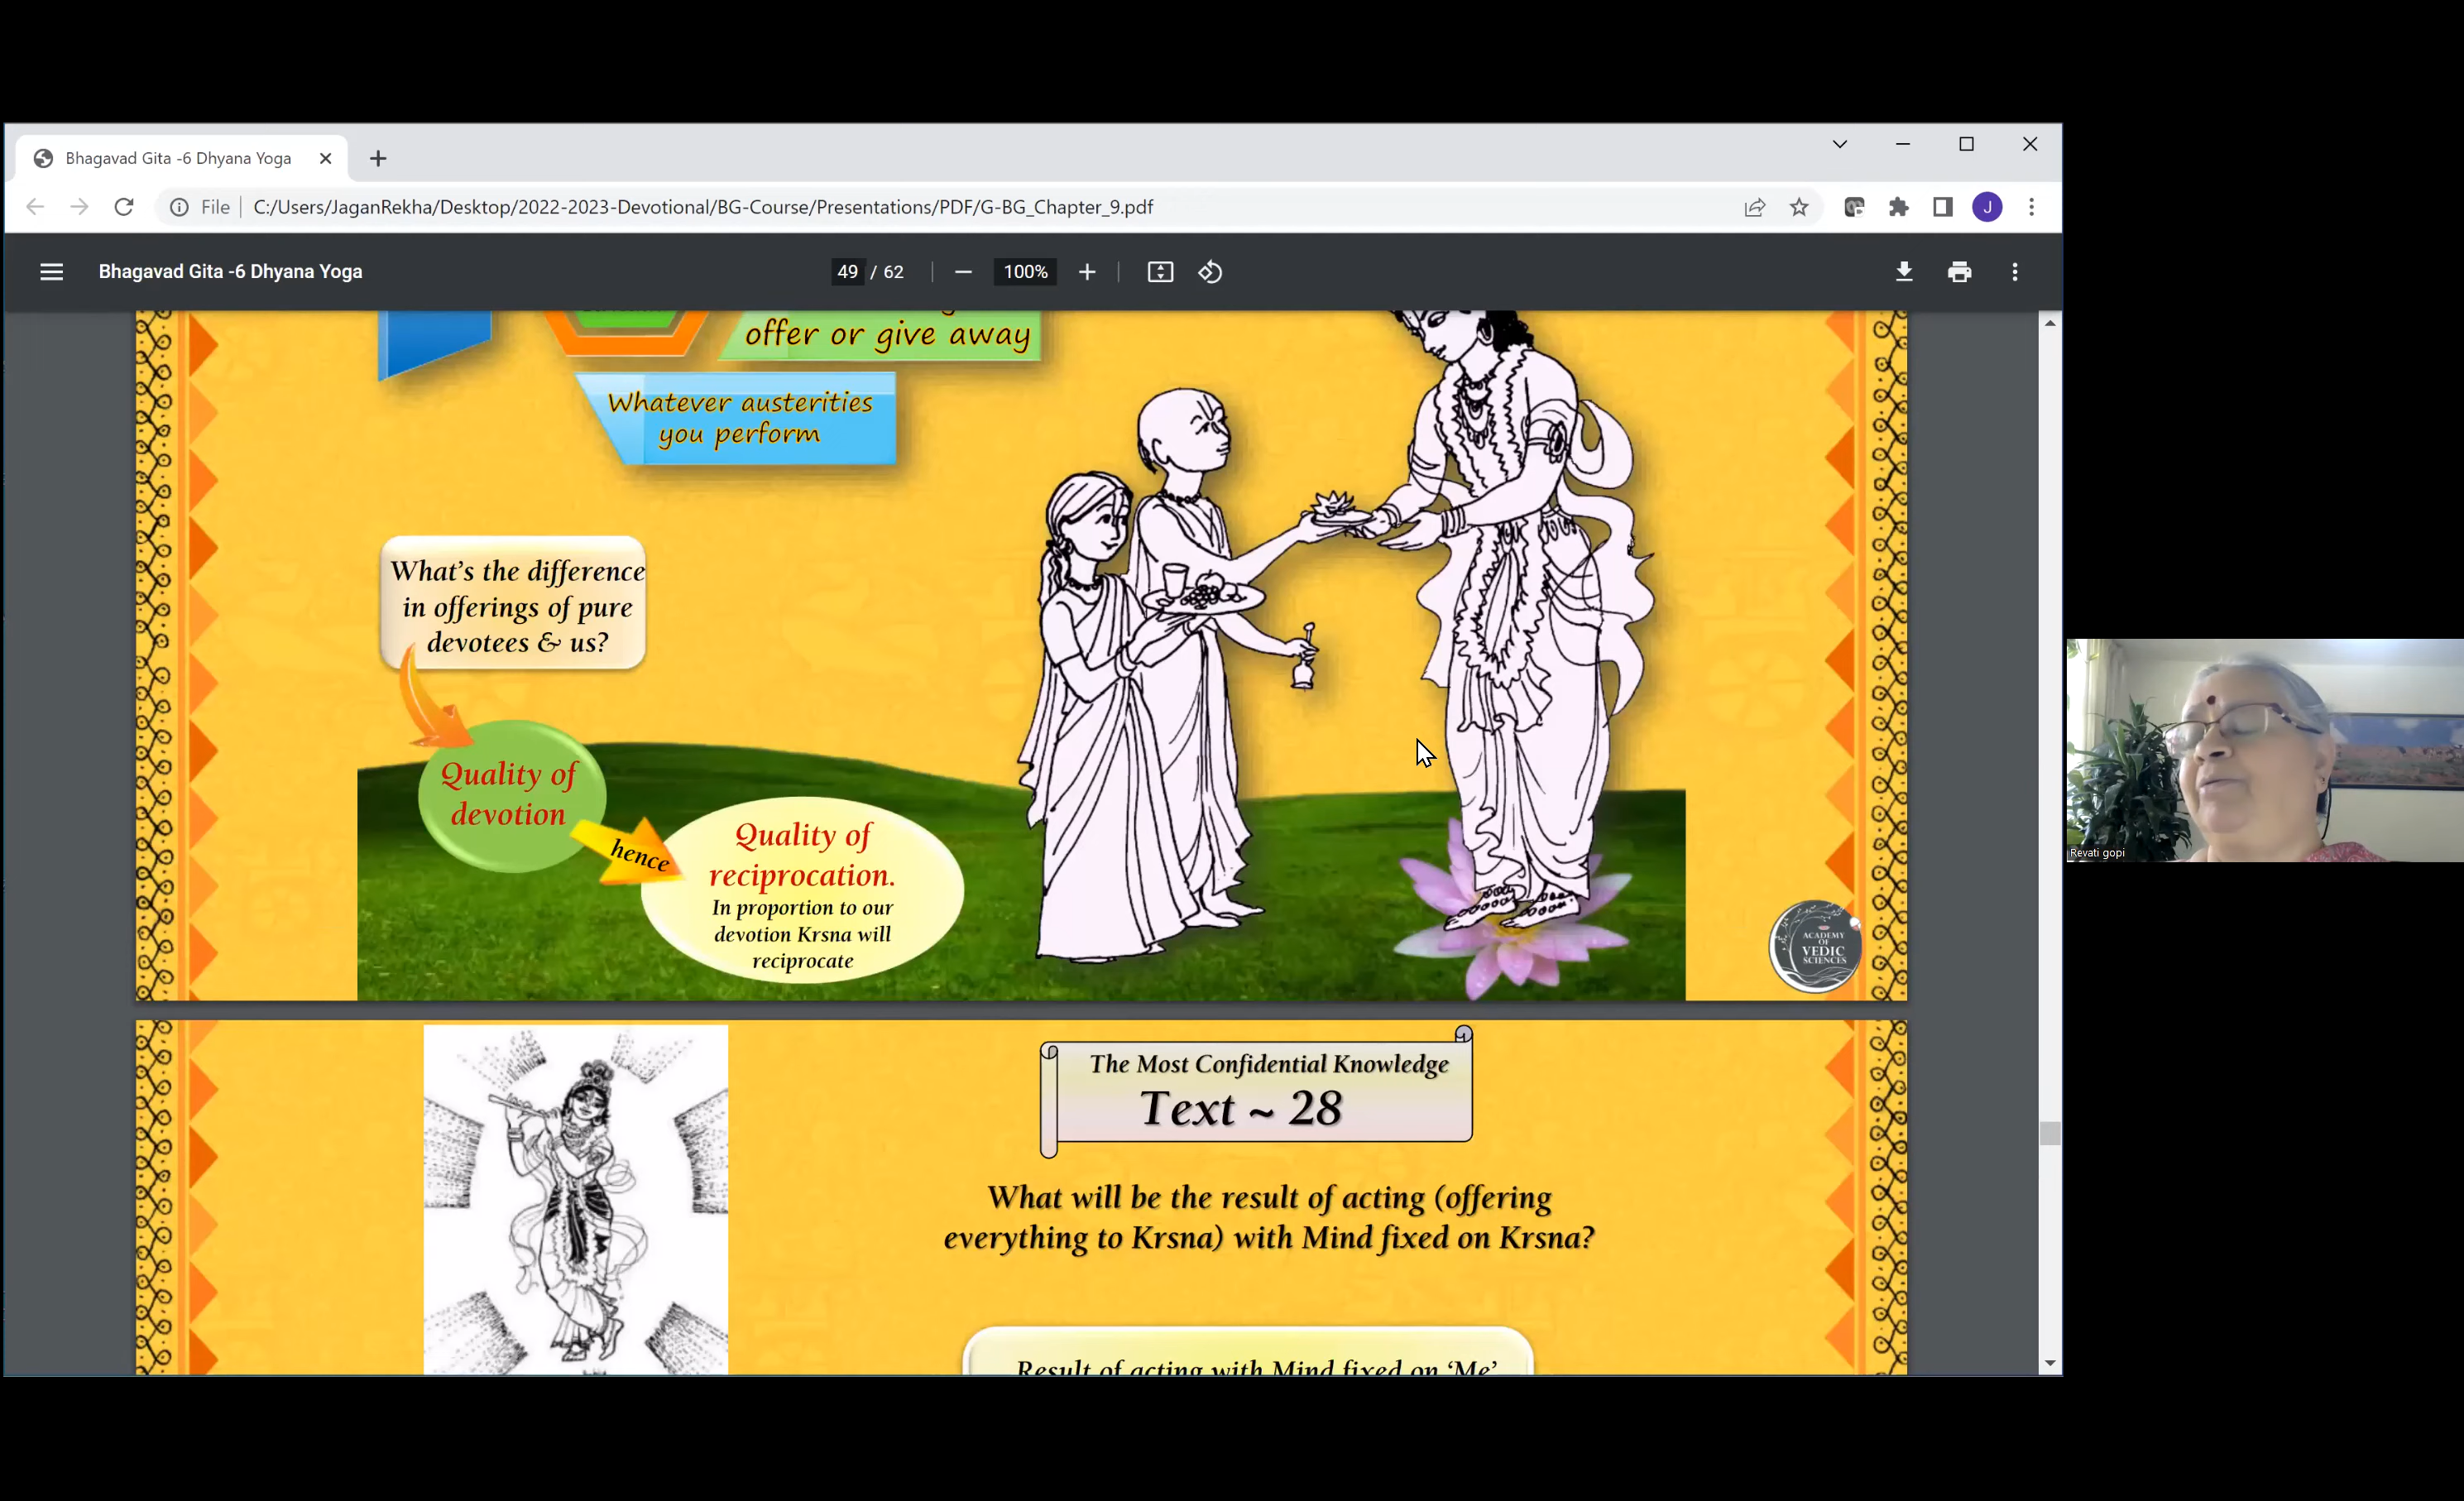 Bhagavad Gita -6 Dhyana Yoga
File
C:/Users/JaganRekha/Desktop/2022-2023-Devotional/BG-Course/Presentations/PDF/G-BG_Chapter_9.pdf
J
Bhagavad Gita -6 Dhyana Yoga
49 / 62
100%
offer or give away
Whatever austerities
you perform
What's the difference
in offerings of pure
devotees & us?
Quality of
devotion
hence
Quality of
reciprocation.
In proportion to our
devotion Krsna will
reciprocate
ACADEMY
OF
VEDIC
SCIENCES
Revati gopi
The Most Confidential Knowledge
Text ~ 28
What will be the result of acting (offering
everything to Krsna) with Mind fixed on Krsna?
Result of acting with Mind fixed on 'Me'